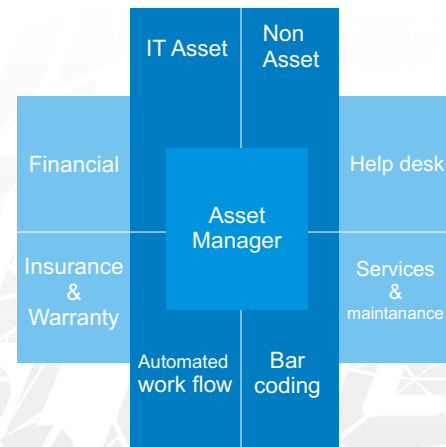 IT Asset
Non
Asset
Financial
Help desk
Asset
Manager
Insurance
&
Warranty
Services
&
maintanance
Automated
work flow
Bar
coding